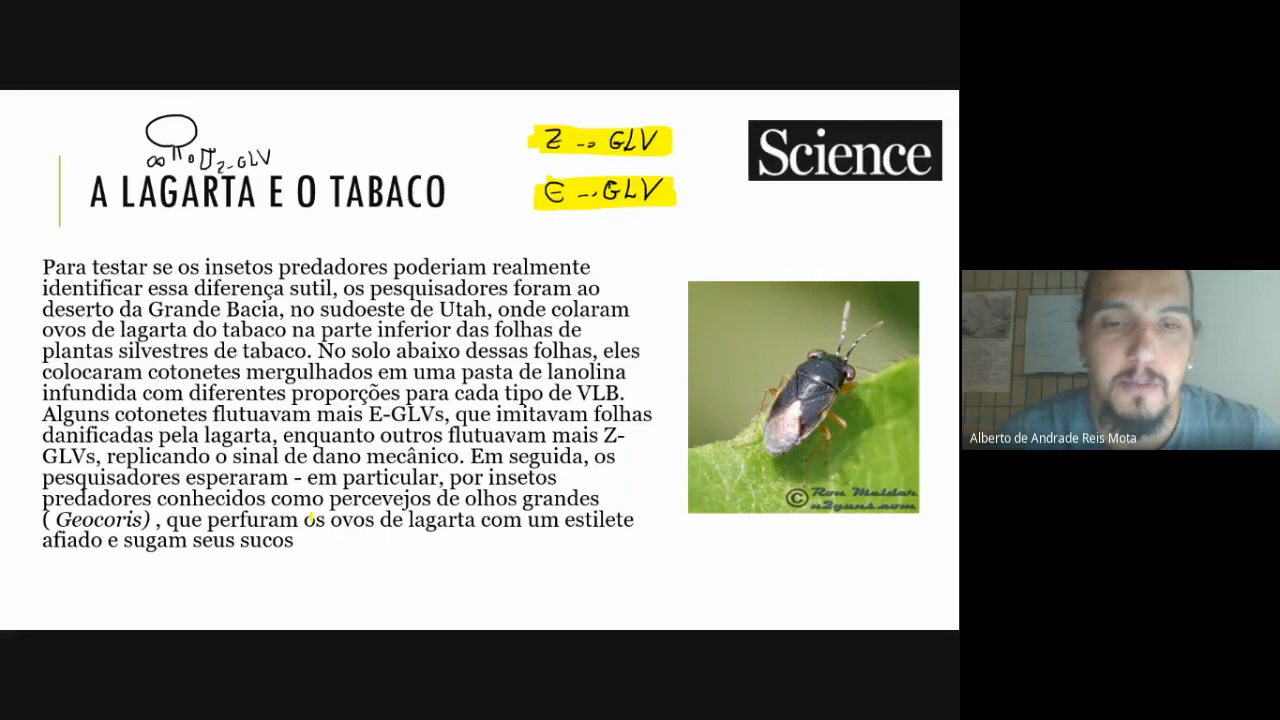 Z-GLV
A LAGARTA E O TABACO
Z -> GLV
E -> GLV
Science
Para testar se os insetos predadores poderiam realmente
identificar essa diferença sutil, os pesquisadores foram ao
deserto da Grande Bacia, no sudoeste de Utah, onde colaram
ovos de lagarta do tabaco na parte inferior das folhas de
plantas silvestres de tabaco. No solo abaixo dessas folhas, eles
colocaram cotonetes mergulhados em uma pasta de lanolina
infundida com diferentes proporções para cada tipo de VLB.
Alguns cotonetes flutuavam mais E-GLVs, que imitavam folhas
danificadas pela lagarta, enquanto outros flutuavam mais Z-
GLVs, replicando o sinal de dano mecânico. Em seguida, os
pesquisadores esperaram - em particular, por insetos
predadores conhecidos como percevejos de olhos grandes
( Geocoris) , que perfuram os ovos de lagarta com um estilete
afiado e sugam seus sucos
© Ron Moldar
n2guns.com
Alberto de Andrade Reis Mota